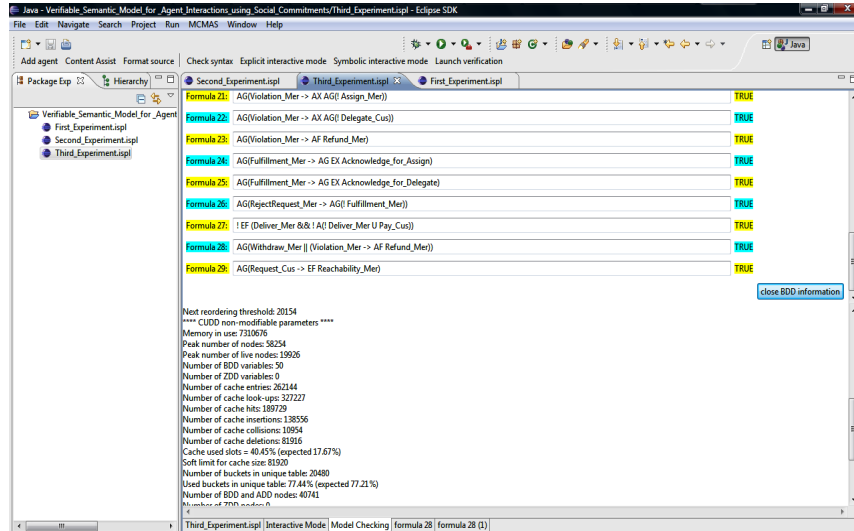 Java - Verifiable_Semantic_Model_for_Agent_Interactions_using_Social_Commitments/Third_Experiment.ispl - Eclipse SDK
File Edit Navigate Search Project Run MCMAS Window Help
Java
Add agent Content Assist Format source Check syntax Explicit interactive mode Symbolic interactive mode Launch verification
Package Exp Hierarchy Second_Experiment.ispl Third_Experiment.ispl First_Experiment.ispl
Verifiable_Semantic_Model_for_Agent
First_Experiment.ispl
Second_Experiment.ispl
Third_Experiment.ispl
Formula 21: AG(Violation_Mer -> AX AG(! Assign_Mer)) TRUE
Formula 22: AG(Violation_Mer -> AX AG(! Delegate_Cus)) TRUE
Formula 23: AG(Violation_Mer -> AF Refund_Mer) TRUE
Formula 24: AG(Fulfillment_Mer -> AG EX Acknowledge_for_Assign) TRUE
Formula 25: AG(Fulfillment_Mer -> AG EX Acknowledge_for_Delegate) TRUE
Formula 26: AG(RejectRequest_Mer -> AG(! Fulfillment_Mer)) TRUE
Formula 27: ! EF (Deliver_Mer && ! A(! Deliver_Mer U Pay_Cus)) TRUE
Formula 28: AG(Withdraw_Mer || (Violation_Mer -> AF Refund_Mer)) TRUE
Formula 29: AG(Request_Cus -> EF Reachability_Mer) TRUE
close BDD information
Next reordering threshold: 20154
**** CUDD non-modifiable parameters ****
Memory in use: 7310676
Peak number of nodes: 58254
Peak number of live nodes: 19926
Number of BDD variables: 50
Number of ZDD variables: 0
Number of cache entries: 262144
Number of cache look-ups: 327227
Number of cache hits: 189729
Number of cache insertions: 138556
Number of cache collisions: 10954
Number of cache deletions: 81916
Cache used slots = 40.45% (expected 17.67%)
Soft limit for cache size: 81920
Number of buckets in unique table: 20480
Used buckets in unique table: 77.44% (expected 77.21%)
Number of BDD and ADD nodes: 40741
Number of ZDD nodes: 0
Third_Experiment.ispl Interactive Mode Model Checking formula 28 formula 28 (1)